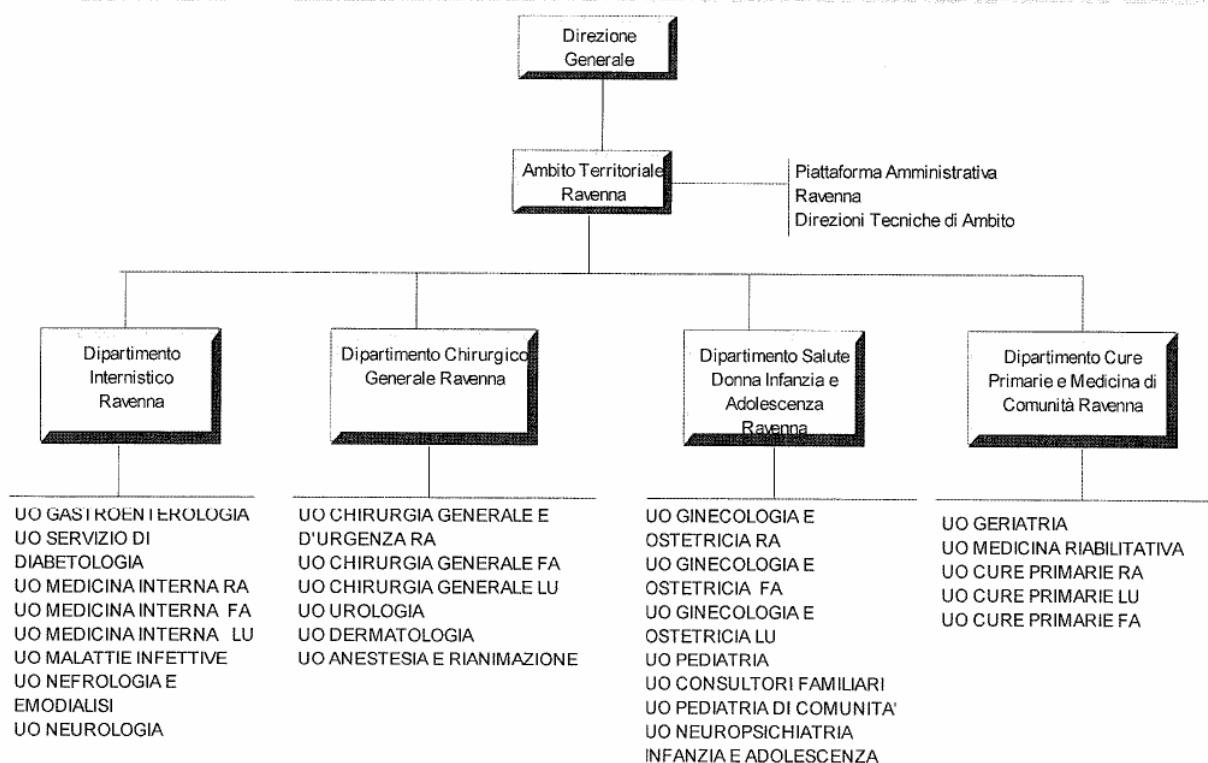 Direzione
Generale
Ambito Territoriale
Ravenna
Piattaforma Amministrativa
Ravenna
Direzioni Tecniche di Ambito
Dipartimento
Internistico
Ravenna
Dipartimento Chirurgico
Generale Ravenna
Dipartimento Salute
Donna Infanzia e
Adolescenza
Ravenna
Dipartimento Cure
Primarie e Medicina di
Comunità Ravenna
UO GASTROENTEROLOGIA
UO SERVIZIO DI
DIABETOLOGIA
UO MEDICINA INTERNA RA
UO MEDICINA INTERNA FA
UO MEDICINA INTERNA LU
UO MALATTIE INFETTIVE
UO NEFROLOGIA E
EMODIALISI
UO NEUROLOGIA
UO CHIRURGIA GENERALE E
D'URGENZA RA
UO CHIRURGIA GENERALE FA
UO CHIRURGIA GENERALE LU
UO UROLOGIA
UO DERMATOLOGIA
UO ANESTESIA E RIANIMAZIONE
UO GINECOLOGIA E
OSTETRICIA RA
UO GINECOLOGIA E
OSTETRICIA FA
UO GINECOLOGIA E
OSTETRICIA LU
UO PEDIATRIA
UO CONSULTORI FAMILIARI
UO PEDIATRIA DI COMUNITA'
UO NEUROPSICHIATRIA
INFANZIA E ADOLESCENZA
UO GERIATRIA
UO MEDICINA RIABILITATIVA
UO CURE PRIMARIE RA
UO CURE PRIMARIE LU
UO CURE PRIMARIE FA